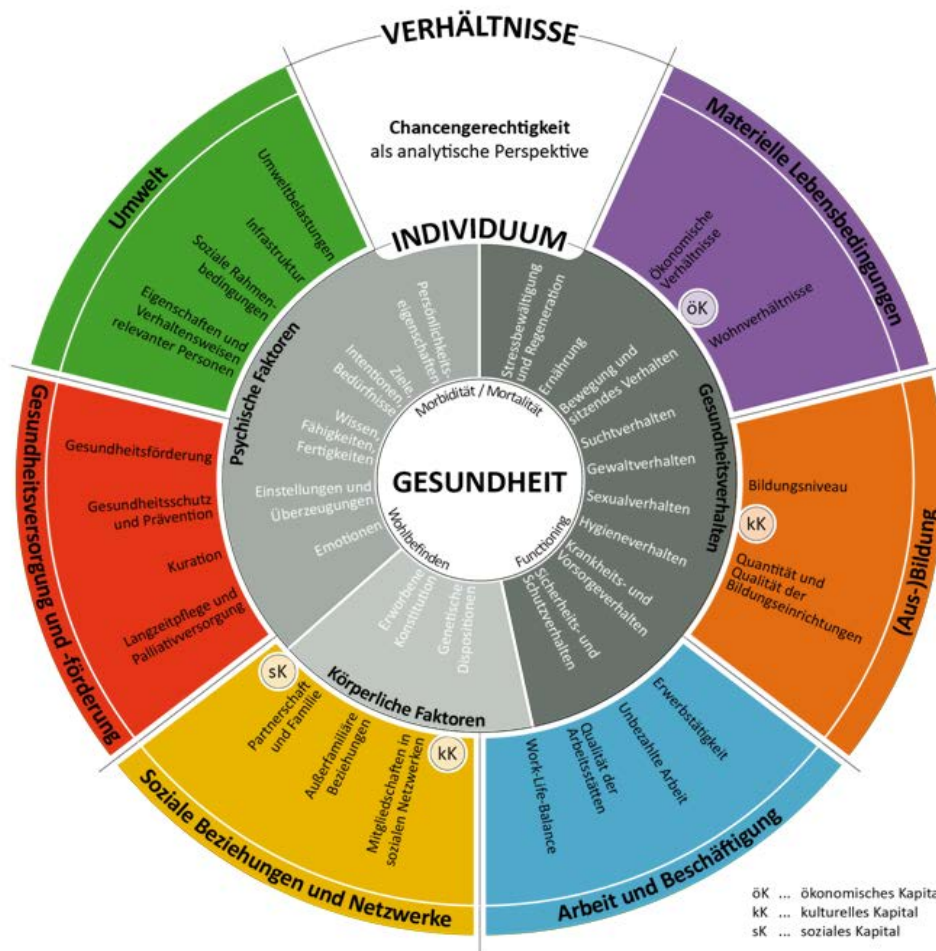 VERHÄLTNISSE
Chancengerechtigkeit
als analytische Perspektive
INDIVIDUUM
Materielle Lebensbedingungen
Ökonomische
Verhältnisse
öK
Wohnverhältnisse
(Aus-)Bildung
Bildungsniveau
kK
Quantität und
Qualität der
Bildungseinrichtungen
Arbeit und Beschäftigung
Erwerbstätigkeit
Unbezahlte Arbeit
Qualität der
Arbeitsstätten
Work-Life-Balance
Soziale Beziehungen und Netzwerke
sK
Partnerschaft
und Familie
Außerfamiliäre
Beziehungen
Mitgliedschaften in
sozialen Netzwerken
kK
Gesundheitsversorgung und -förderung
Gesundheitsförderung
Gesundheitsschutz
und Prävention
Kuration
Langzeitpflege und
Palliativversorgung
Umwelt
Umweltbelastungen
Infrastruktur
Soziale Rahmen-
bedingungen
Eigenschaften und
Verhaltensweisen
relevanter Personen
Psychische Faktoren
Persönlichkeits-
eigenschaften
Ziele,
Intentionen,
Bedürfnisse
Wissen,
Fähigkeiten,
Fertigkeiten
Einstellungen und
Überzeugungen
Emotionen
Gesundheitsverhalten
Stressbewältigung
und Regeneration
Ernährung
Bewegung und
sitzendes Verhalten
Suchtverhalten
Gewaltverhalten
Sexualverhalten
Hygieneverhalten
Krankheits- und
Vorsorgeverhalten
Sicherheits- und
Schutzverhalten
Körperliche Faktoren
Erworbene
Konstitution
Genetische
Dispositionen
Morbidität / Mortalität
GESUNDHEIT
Wohlbefinden
Functioning
öK ... ökonomisches Kapita
kK ... kulturelles Kapital
sK ... soziales Kapital